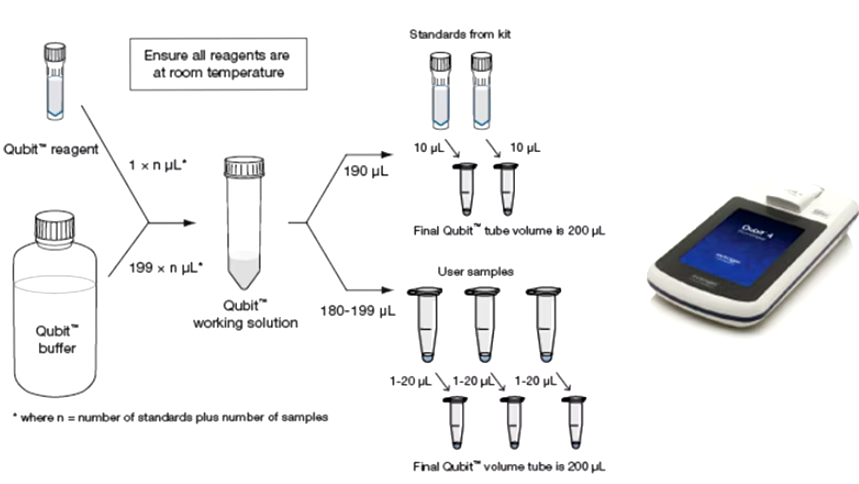 Ensure all reagents are
at room temperature
Qubit™ reagent
1 × n µL*
199 × n µL*
Qubit™
buffer
Qubit™
working solution
* where n = number of standards plus number of samples
Standards from kit
10 µL
10 µL
190 µL
Final Qubit™ tube volume is 200 µL
User samples
180-199 µL
1-20 µL
1-20 µL
1-20 µL
Final Qubit™ volume tube is 200 µL
Qubit 4
invitrogen